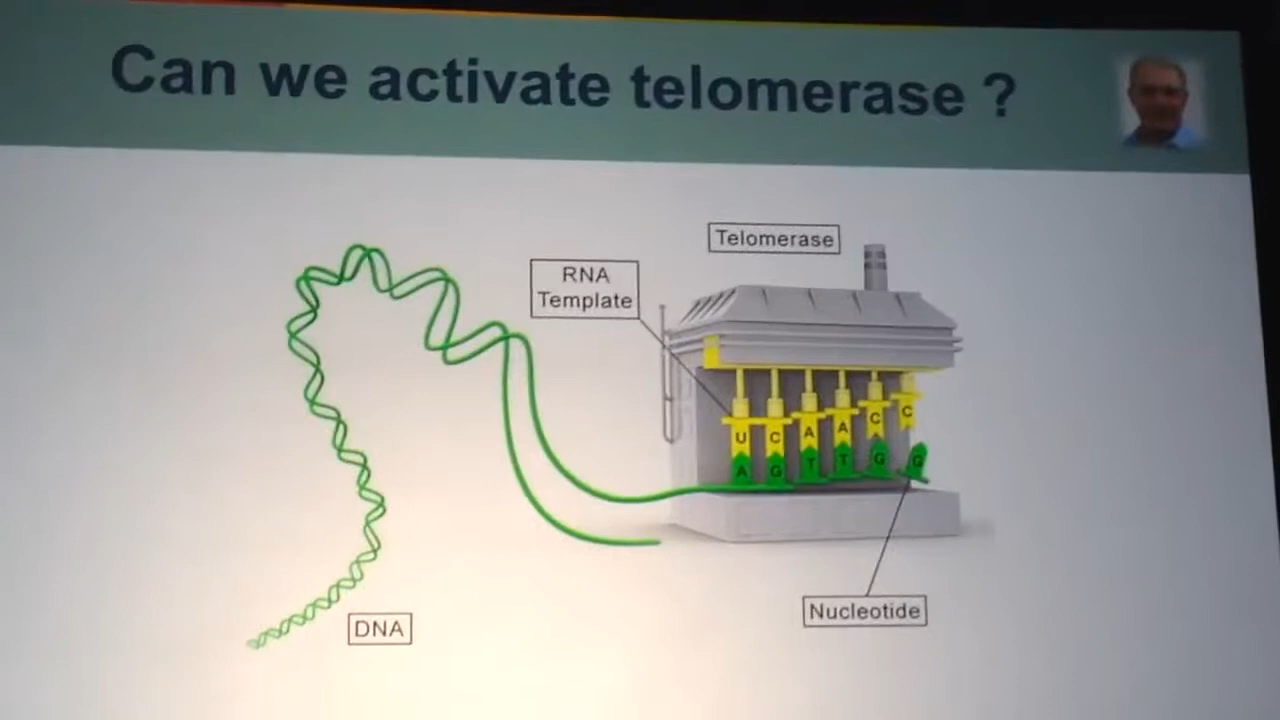 Can we activate telomerase ?
Telomerase
RNA
Template
U C A A C C
A G T T G G
Nucleotide
DNA